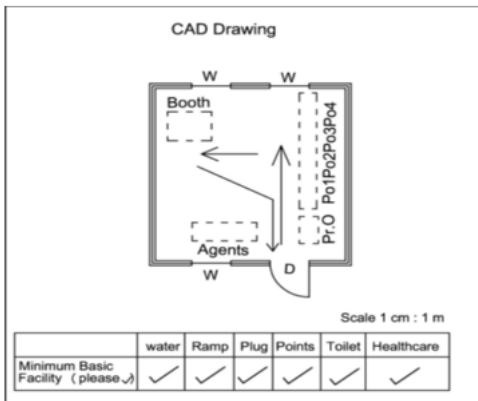 CAD Drawing
W W
Booth
Pr.O Po1Po2Po3Po4
Agents
W
D
Scale 1 cm : 1 m
water Ramp Plug Points Toilet Healthcare
Minimum Basic
Facility ( please ✓) ✓ ✓ ✓ ✓ ✓ ✓